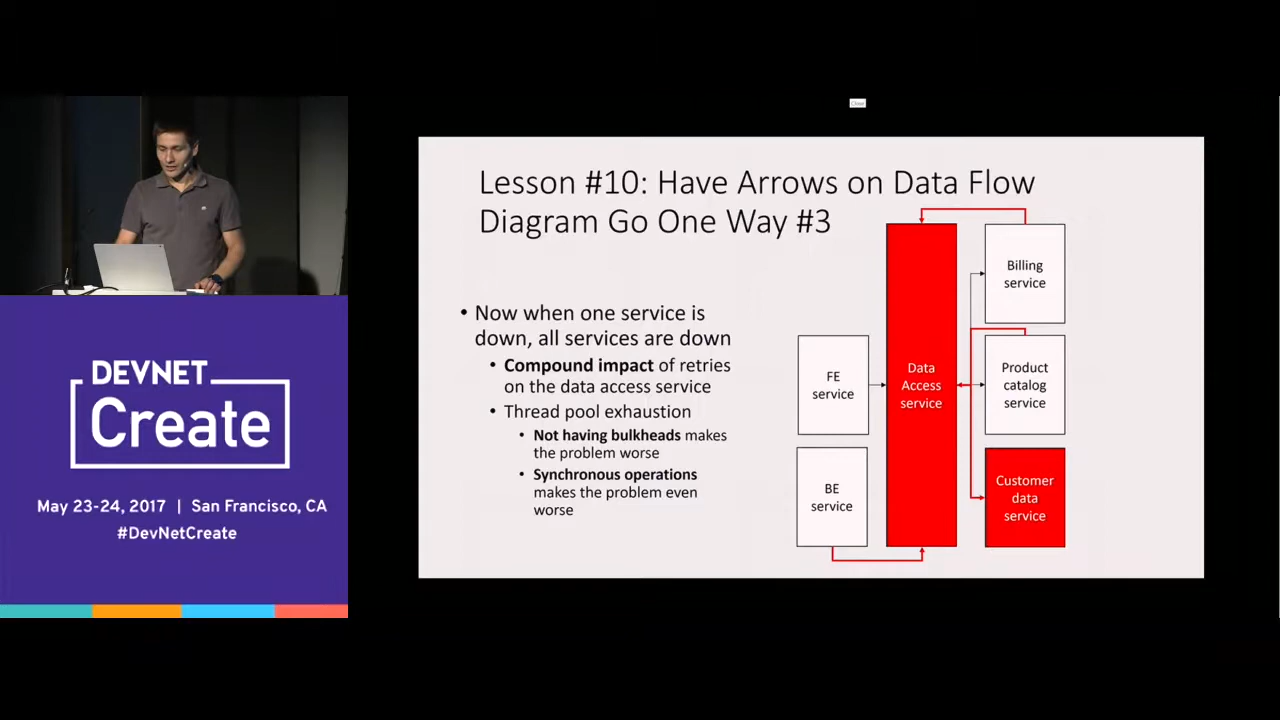 Lesson #10: Have Arrows on Data Flow
Diagram Go One Way #3
• Now when one service is
down, all services are down
• Compound impact of retries
on the data access service
• Thread pool exhaustion
• Not having bulkheads makes
the problem worse
• Synchronous operations
makes the problem even
worse
FE
service
BE
service
Data
Access
service
Billing
service
Product
catalog
service
Customer
data
service
DEVNET
Create
May 23-24, 2017 | San Francisco, CA
#DevNetCreate